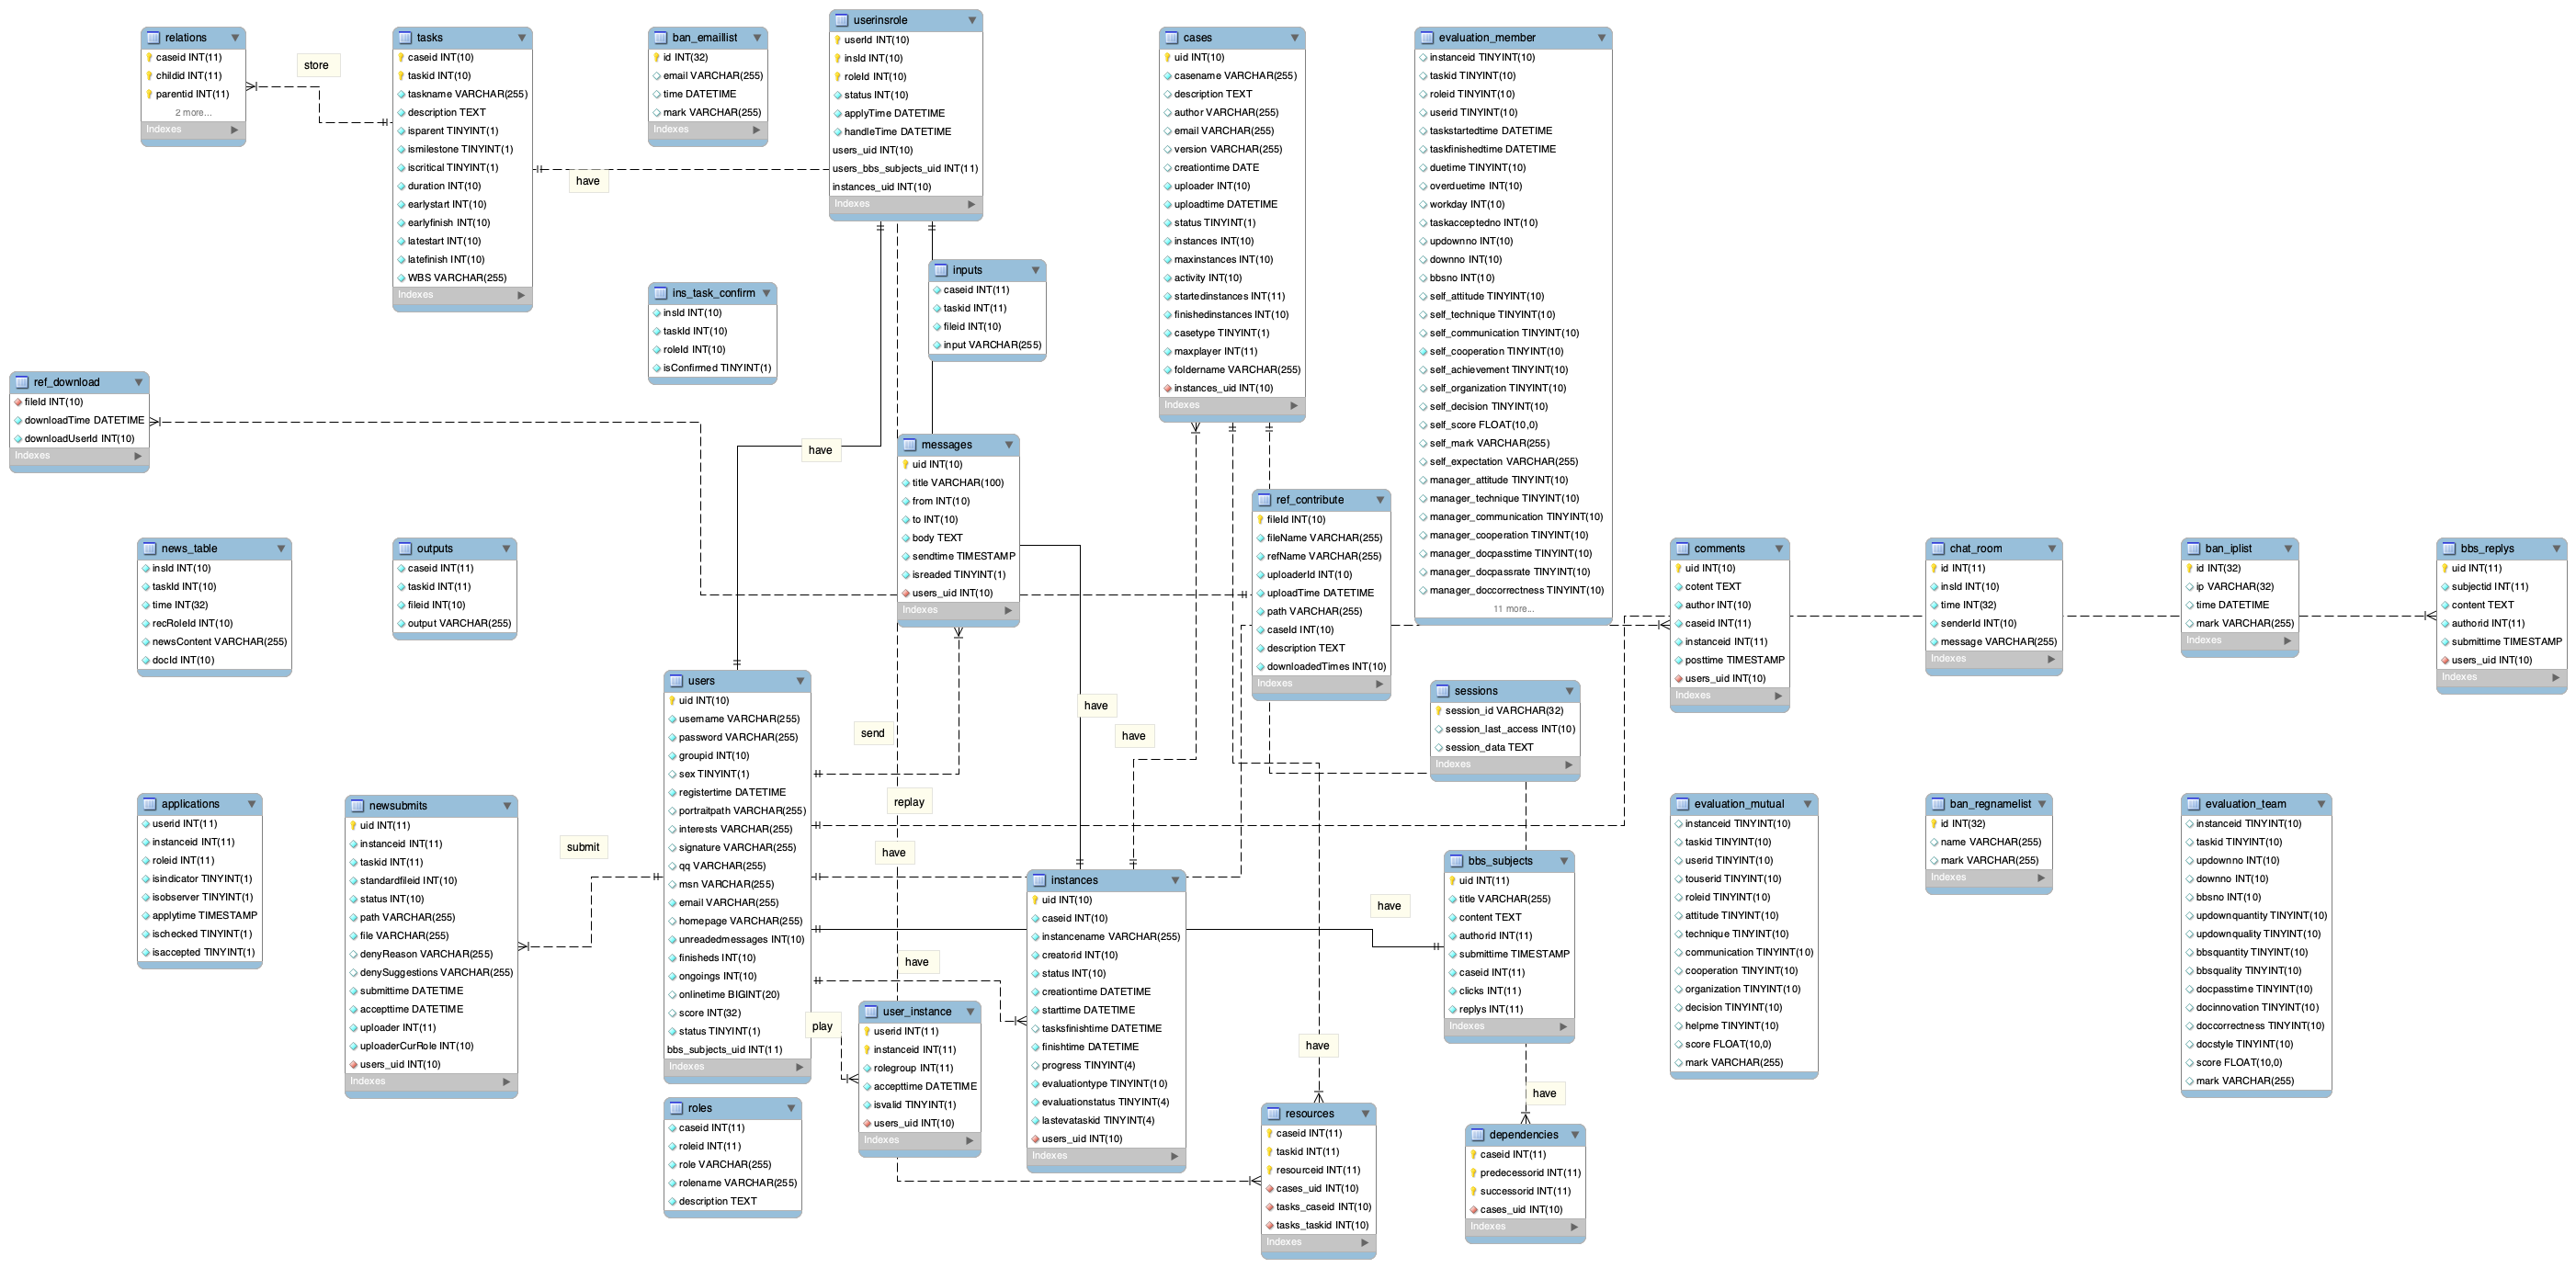 relations
caseid INT(11)
childid INT(11)
parentid INT(11)
2 more...
Indexes
store
tasks
caseid INT(10)
taskid INT(10)
taskname VARCHAR(255)
description TEXT
isparent TINYINT(1)
ismilestone TINYINT(1)
iscritical TINYINT(1)
duration INT(10)
earlystart INT(10)
earlyfinish INT(10)
latestart INT(10)
latefinish INT(10)
WBS VARCHAR(255)
Indexes
have
ban_emaillist
id INT(32)
email VARCHAR(255)
time DATETIME
mark VARCHAR(255)
Indexes
userinsrole
userId INT(10)
insId INT(10)
roleId INT(10)
status INT(10)
applyTime DATETIME
handleTime DATETIME
users_uid INT(10)
users_bbs_subjects_uid INT(11)
instances_uid INT(10)
Indexes
cases
uid INT(10)
casename VARCHAR(255)
description TEXT
author VARCHAR(255)
email VARCHAR(255)
version VARCHAR(255)
creationtime DATE
uploader INT(10)
uploadtime DATETIME
status TINYINT(1)
instances INT(10)
maxinstances INT(10)
activity INT(10)
startedinstances INT(11)
finishedinstances INT(10)
casetype TINYINT(1)
maxplayer INT(11)
foldername VARCHAR(255)
instances_uid INT(10)
Indexes
evaluation_member
instanceid TINYINT(10)
taskid TINYINT(10)
roleid TINYINT(10)
userid TINYINT(10)
taskstartedtime DATETIME
taskfinishedtime DATETIME
duetime TINYINT(10)
overduetime INT(10)
workday INT(10)
taskacceptedno INT(10)
updownno INT(10)
downno INT(10)
bbsno INT(10)
self_attitude TINYINT(10)
self_technique TINYINT(10)
self_communication TINYINT(10)
self_cooperation TINYINT(10)
self_achievement TINYINT(10)
self_organization TINYINT(10)
self_decision TINYINT(10)
self_score FLOAT(10,0)
self_mark VARCHAR(255)
self_expectation VARCHAR(255)
manager_attitude TINYINT(10)
manager_technique TINYINT(10)
manager_communication TINYINT(10)
manager_cooperation TINYINT(10)
manager_docpasstime TINYINT(10)
manager_docpassrate TINYINT(10)
manager_doccorrectness TINYINT(10)
11 more...
ins_task_confirm
insId INT(10)
taskId INT(10)
roleId INT(10)
isConfirmed TINYINT(1)
inputs
caseid INT(11)
taskid INT(11)
fileid INT(10)
input VARCHAR(255)
ref_download
fileId INT(10)
downloadTime DATETIME
downloadUserId INT(10)
Indexes
have
messages
uid INT(10)
title VARCHAR(100)
from INT(10)
to INT(10)
body TEXT
sendtime TIMESTAMP
isreaded TINYINT(1)
users_uid INT(10)
Indexes
ref_contribute
fileId INT(10)
fileName VARCHAR(255)
refName VARCHAR(255)
uploaderId INT(10)
uploadTime DATETIME
path VARCHAR(255)
caseId INT(10)
description TEXT
downloadedTimes INT(10)
Indexes
news_table
insId INT(10)
taskId INT(10)
time INT(32)
recRoleId INT(10)
newsContent VARCHAR(255)
docId INT(10)
outputs
caseid INT(11)
taskid INT(11)
fileid INT(10)
output VARCHAR(255)
comments
uid INT(10)
cotent TEXT
author INT(10)
caseid INT(11)
instanceid INT(11)
posttime TIMESTAMP
users_uid INT(10)
Indexes
chat_room
id INT(11)
insId INT(10)
time INT(32)
senderId INT(10)
message VARCHAR(255)
Indexes
ban_iplist
id INT(32)
ip VARCHAR(32)
time DATETIME
mark VARCHAR(255)
Indexes
bbs_replys
uid INT(11)
subjectid INT(11)
content TEXT
authorid INT(11)
submittime TIMESTAMP
users_uid INT(10)
Indexes
users
uid INT(10)
username VARCHAR(255)
password VARCHAR(255)
groupid INT(10)
sex TINYINT(1)
registertime DATETIME
portraitpath VARCHAR(255)
interests VARCHAR(255)
signature VARCHAR(255)
qq VARCHAR(255)
msn VARCHAR(255)
email VARCHAR(255)
homepage VARCHAR(255)
unreadedmessages INT(10)
finisheds INT(10)
ongoings INT(10)
onlinetime BIGINT(20)
score INT(32)
status TINYINT(1)
bbs_subjects_uid INT(11)
Indexes
send
replay
have
have
play
have
have
sessions
session_id VARCHAR(32)
session_last_access INT(10)
session_data TEXT
Indexes
applications
userid INT(11)
instanceid INT(11)
roleid INT(11)
isindicator TINYINT(1)
isobserver TINYINT(1)
applytime TIMESTAMP
ischecked TINYINT(1)
isaccepted TINYINT(1)
newsubmits
uid INT(11)
instanceid INT(11)
taskid INT(11)
standardfileid INT(10)
status INT(10)
path VARCHAR(255)
file VARCHAR(255)
denyReason VARCHAR(255)
denySuggestions VARCHAR(255)
submittime DATETIME
accepttime DATETIME
uploader INT(11)
uploaderCurRole INT(10)
users_uid INT(10)
Indexes
submit
instances
uid INT(10)
caseid INT(10)
instancename VARCHAR(255)
creatorid INT(10)
status INT(10)
creationtime DATETIME
starttime DATETIME
tasksfinishtime DATETIME
finishtime DATETIME
progress TINYINT(4)
evaluationtype TINYINT(10)
evaluationstatus TINYINT(4)
lastevataskid TINYINT(4)
users_uid INT(10)
Indexes
have
bbs_subjects
uid INT(11)
title VARCHAR(255)
content TEXT
authorid INT(11)
submittime TIMESTAMP
caseid INT(11)
clicks INT(11)
replys INT(11)
Indexes
evaluation_mutual
instanceid TINYINT(10)
taskid TINYINT(10)
userid TINYINT(10)
touserid TINYINT(10)
roleid TINYINT(10)
attitude TINYINT(10)
technique TINYINT(10)
communication TINYINT(10)
cooperation TINYINT(10)
organization TINYINT(10)
decision TINYINT(10)
helpme TINYINT(10)
score FLOAT(10,0)
mark VARCHAR(255)
ban_regnamelist
id INT(32)
name VARCHAR(255)
mark VARCHAR(255)
Indexes
evaluation_team
instanceid TINYINT(10)
taskid TINYINT(10)
updownno INT(10)
downno INT(10)
bbsno INT(10)
updownquantity TINYINT(10)
updownquality TINYINT(10)
bbsquantity TINYINT(10)
bbsquality TINYINT(10)
docpasstime TINYINT(10)
docinnovation TINYINT(10)
doccorrectness TINYINT(10)
docstyle TINYINT(10)
score FLOAT(10,0)
mark VARCHAR(255)
user_instance
userid INT(11)
instanceid INT(11)
rolegroup INT(11)
accepttime DATETIME
isvalid TINYINT(1)
users_uid INT(10)
Indexes
roles
caseid INT(11)
roleid INT(11)
role VARCHAR(255)
rolename VARCHAR(255)
description TEXT
have
resources
caseid INT(11)
taskid INT(11)
resourceid INT(11)
cases_uid INT(10)
tasks_caseid INT(10)
tasks_taskid INT(10)
Indexes
have
dependencies
caseid INT(11)
predecessorid INT(11)
successorid INT(11)
cases_uid INT(10)
Indexes